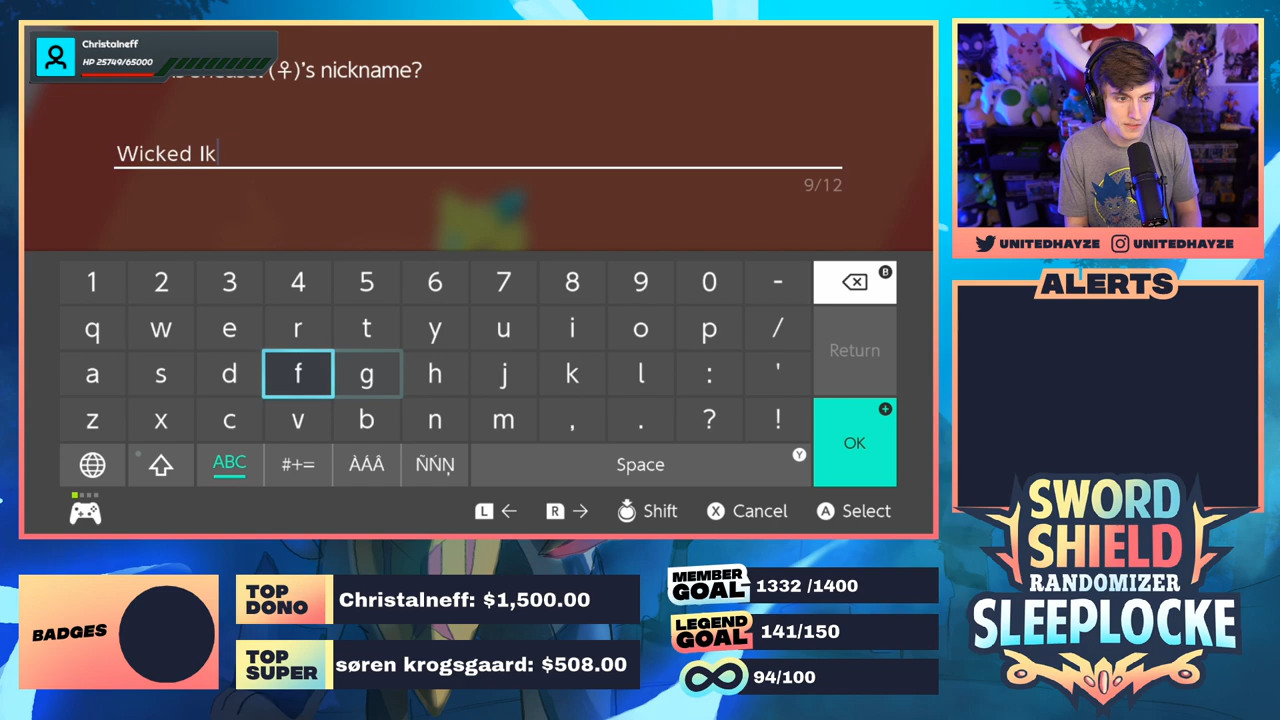 Christalneff
HP 25749/65000
(♀)'s nickname?
Wicked Ik
9/12
1 2 3 4 5 6 7 8 9 0 -
q w e r t y u i o p /
Return
a s d f g h j k l : '
z x c v b n m , . ? !
OK
ABC #+= ÀÁÂ ÑŃŅ Space
L ← R → Shift X Cancel A Select
B
+
Y
UNITEDHAYZE UNITEDHAYZE
ALERTS
SWORD
SHIELD
RANDOMIZER
SLEEPLOCKE
BADGES
TOP
DONO
Christalneff: $1,500.00
TOP
SUPER
søren krogsgaard: $508.00
MEMBER
GOAL
1332 /1400
LEGEND
GOAL
141/150
94/100